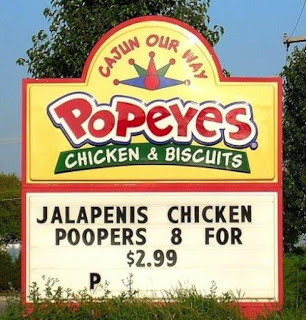 CAJUN OUR WAY
POPEYES
CHICKEN & BISCUITS
JALAPENIS CHICKEN
POOPERS 8 FOR
$2.99
P